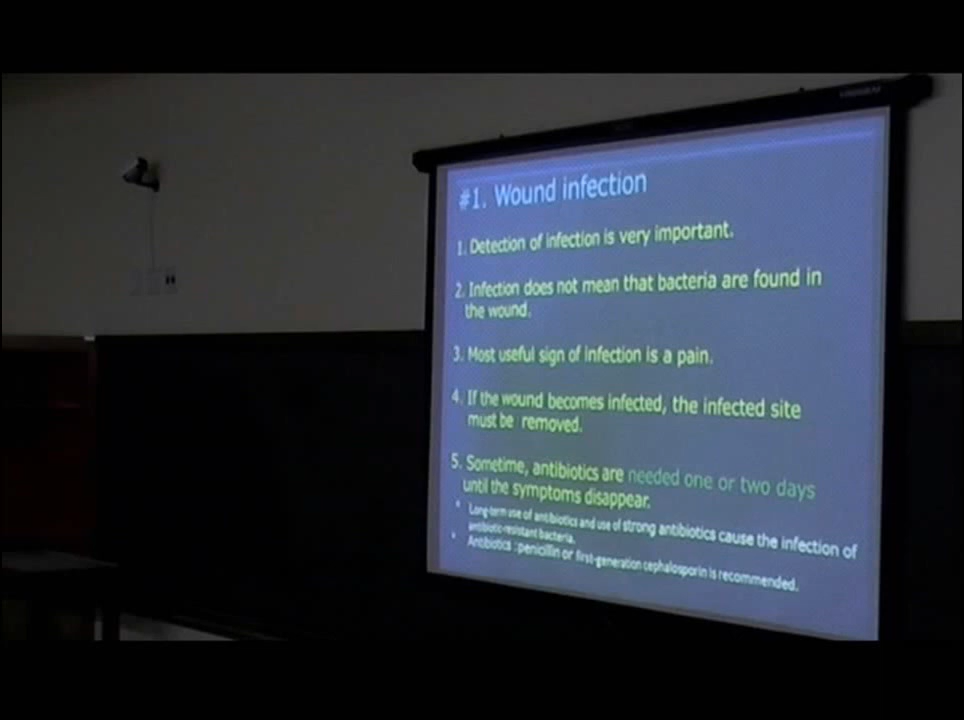 #1. Wound infection
1. Detection of infection is very important.
2. Infection does not mean that bacteria are found in
the wound.
3. Most useful sign of infection is a pain.
4. If the wound becomes infected, the infected site
must be removed.
5. Sometime, antibiotics are needed one or two days
until the symptoms disappear.
* Long-term use of antibiotics and use of strong antibiotics cause the infection of
antibiotic-resistant bacteria.
* Antibiotics : penicillin or first-generation cephalosporin is recommended.